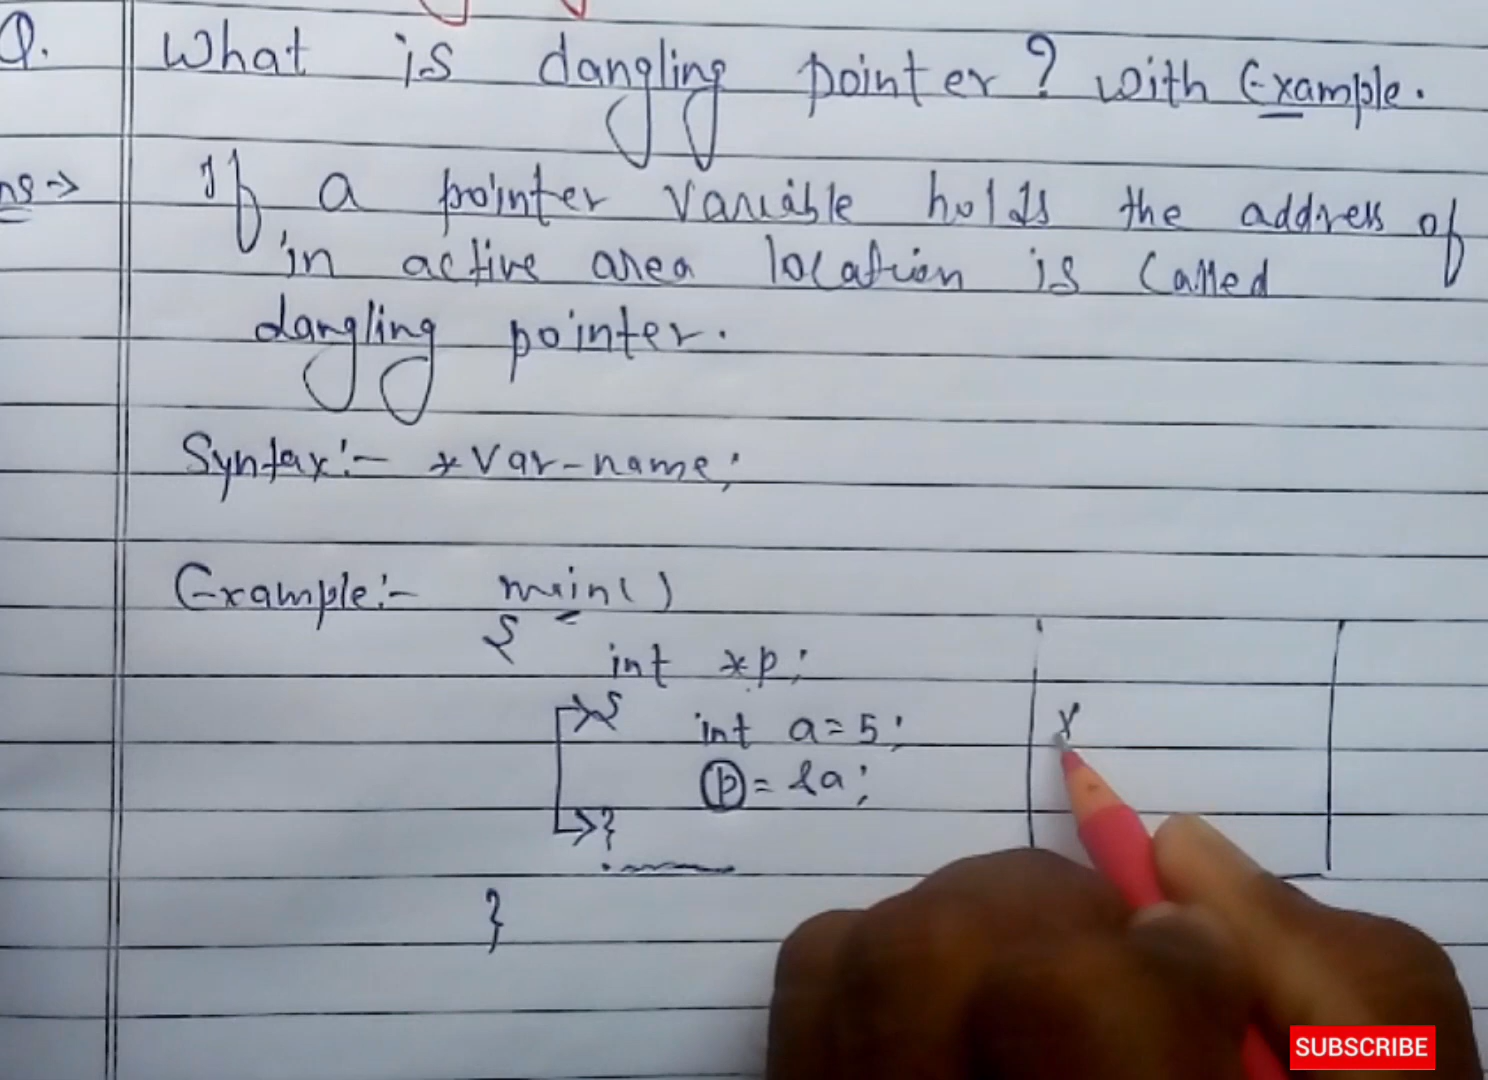 Q. What is dangling pointer? with Example.
ns → If a pointer variable holds the address of
in active area location is called
dangling pointer.
Syntax:- *var-name;
Example:- main()
{
int *p;
{ int a=5;
p = &a;
}
}
SUBSCRIBE